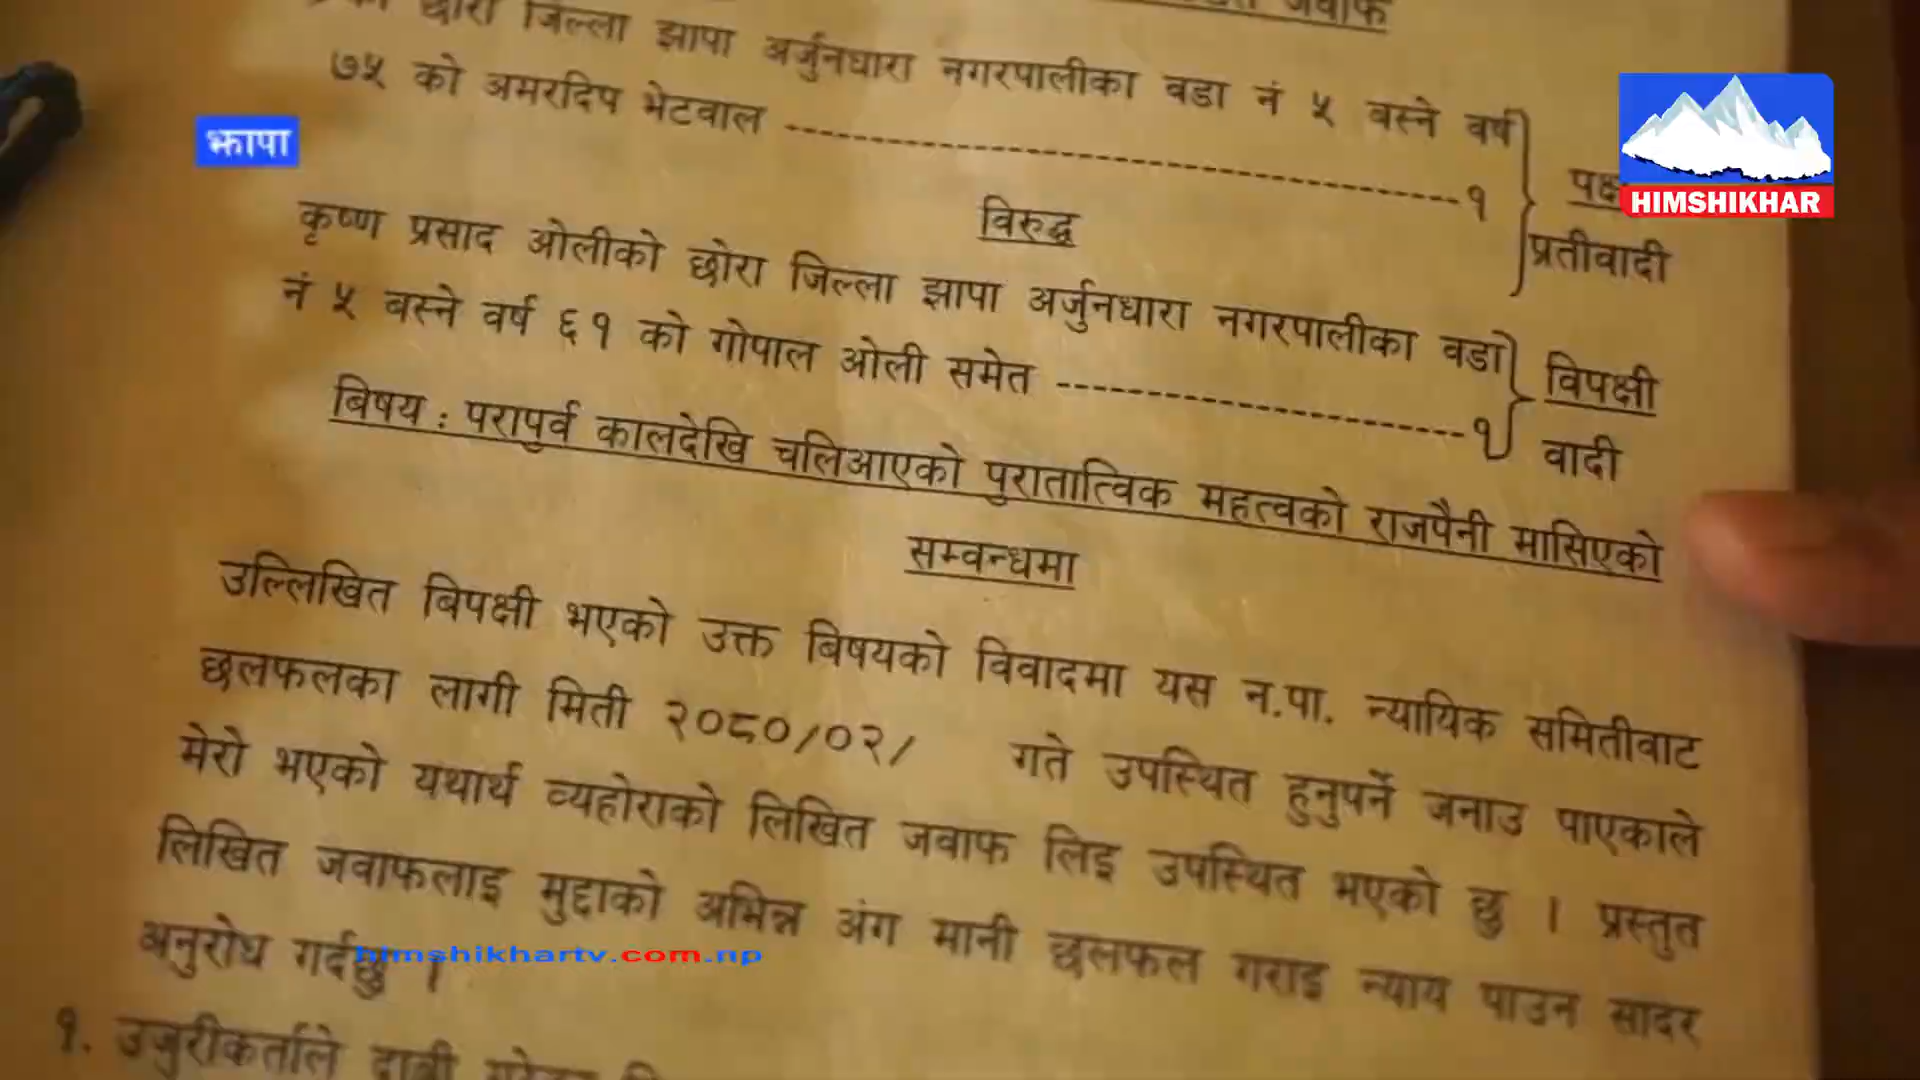 जवाफ
छोरा जिल्ला झापा अर्जुनधारा नगरपालीका वडा नं ५ बस्ने वर्ष
७५ को अमरदिप भेटवाल ------------------------------------१
झापा
HIMSHIKHAR
प्रतीवादी
विरुद्ध
कृष्ण प्रसाद ओलीको छोरा जिल्ला झापा अर्जुनधारा नगरपालीका वडा
नं ५ बस्ने वर्ष ६१ को गोपाल ओली समेत ----------------------१
विपक्षी
वादी
बिषय : परापुर्व कालदेखि चलिआएको पुरातात्विक महत्वको राजपैनी मासिएको
सम्वन्धमा
उल्लिखित बिपक्षी भएको उक्त बिषयको विवादमा यस न.पा. न्यायिक समितीवाट
छलफलका लागी मिती २०८०/०२/ गते उपस्थित हुनुपर्ने जनाउ पाएकाले
मेरो भएको यथार्थ व्यहोराको लिखित जवाफ लिइ उपस्थित भएको छु । प्रस्तुत
लिखित जवाफलाइ मुद्दाको अभिन्न अंग मानी छलफल गराइ न्याय पाउन सादर
अनुरोध गर्दछु ।
himshikhartv.com.np
१. उजुरीकर्ताले दावी